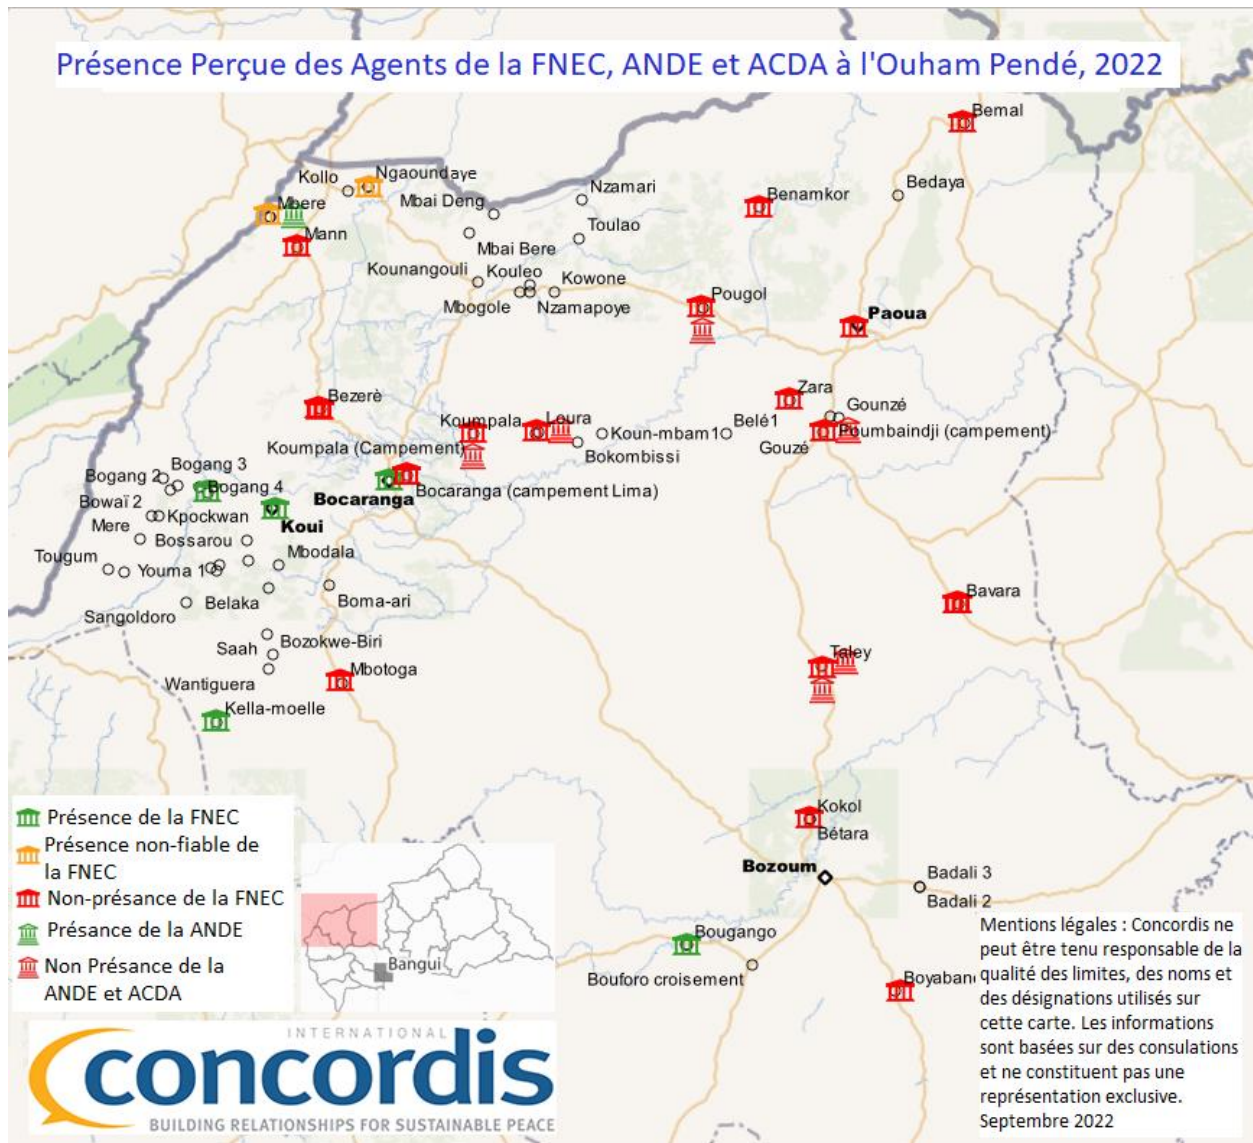 Présence Perçue des Agents de la FNEC, ANDE et ACDA à l'Ouham Pendé, 2022
Bemal
Kollo
Ngaoundaye
Nzamari
Bedaya
Mbere
Mbai Deng
Benamkor
Mann
Toulao
Mbai Bere
Kounangouli
Kouleo
Kowone
Mbogole
Nzamapoye
Pougol
Paoua
Bezerè
Zara
Gounzé
Koumpala
Loura
Koun-mbam1
Belé1
Poumbaindji (campement)
Koumpala (Campement)
Bokombissi
Gouzé
Bogang 2
Bogang 3
Bogang 4
Bocaranga
Bocaranga (campement Lima)
Bowaï 2
Kpockwan
Koui
Mere
Bossarou
Mbodala
Tougum
Youma 1
Belaka
Boma-ari
Bavara
Sangoldoro
Saah
Bozokwe-Biri
Taley
Wantiguera
Mbotoga
Kella-moelle
Kokol
Bétara
Bozoum
Badali 3
Badali 2
Bougango
Bouforo croisement
Boyaban
Présence de la FNEC
Présence non-fiable de
la FNEC
Non-présance de la FNEC
Présance de la ANDE
Non Présance de la
ANDE et ACDA
Bangui
Mentions légales : Concordis ne
peut être tenu responsable de la
qualité des limites, des noms et
des désignations utilisés sur
cette carte. Les informations
sont basées sur des consulations
et ne constituent pas une
représentation exclusive.
Septembre 2022
INTERNATIONAL
concordis
BUILDING RELATIONSHIPS FOR SUSTAINABLE PEACE